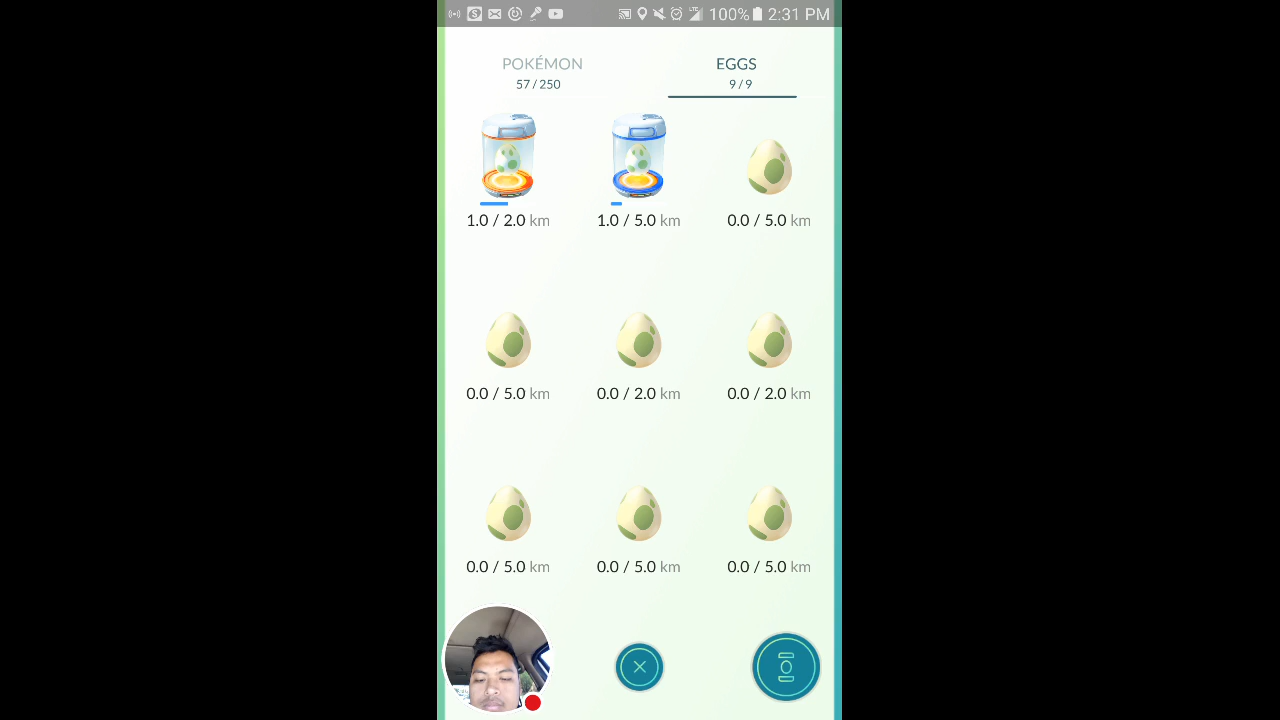 LTE 100% 2:31 PM
POKÉMON EGGS
57 / 250 9 / 9
1.0 / 2.0 km 1.0 / 5.0 km 0.0 / 5.0 km
0.0 / 5.0 km 0.0 / 2.0 km 0.0 / 2.0 km
0.0 / 5.0 km 0.0 / 5.0 km 0.0 / 5.0 km